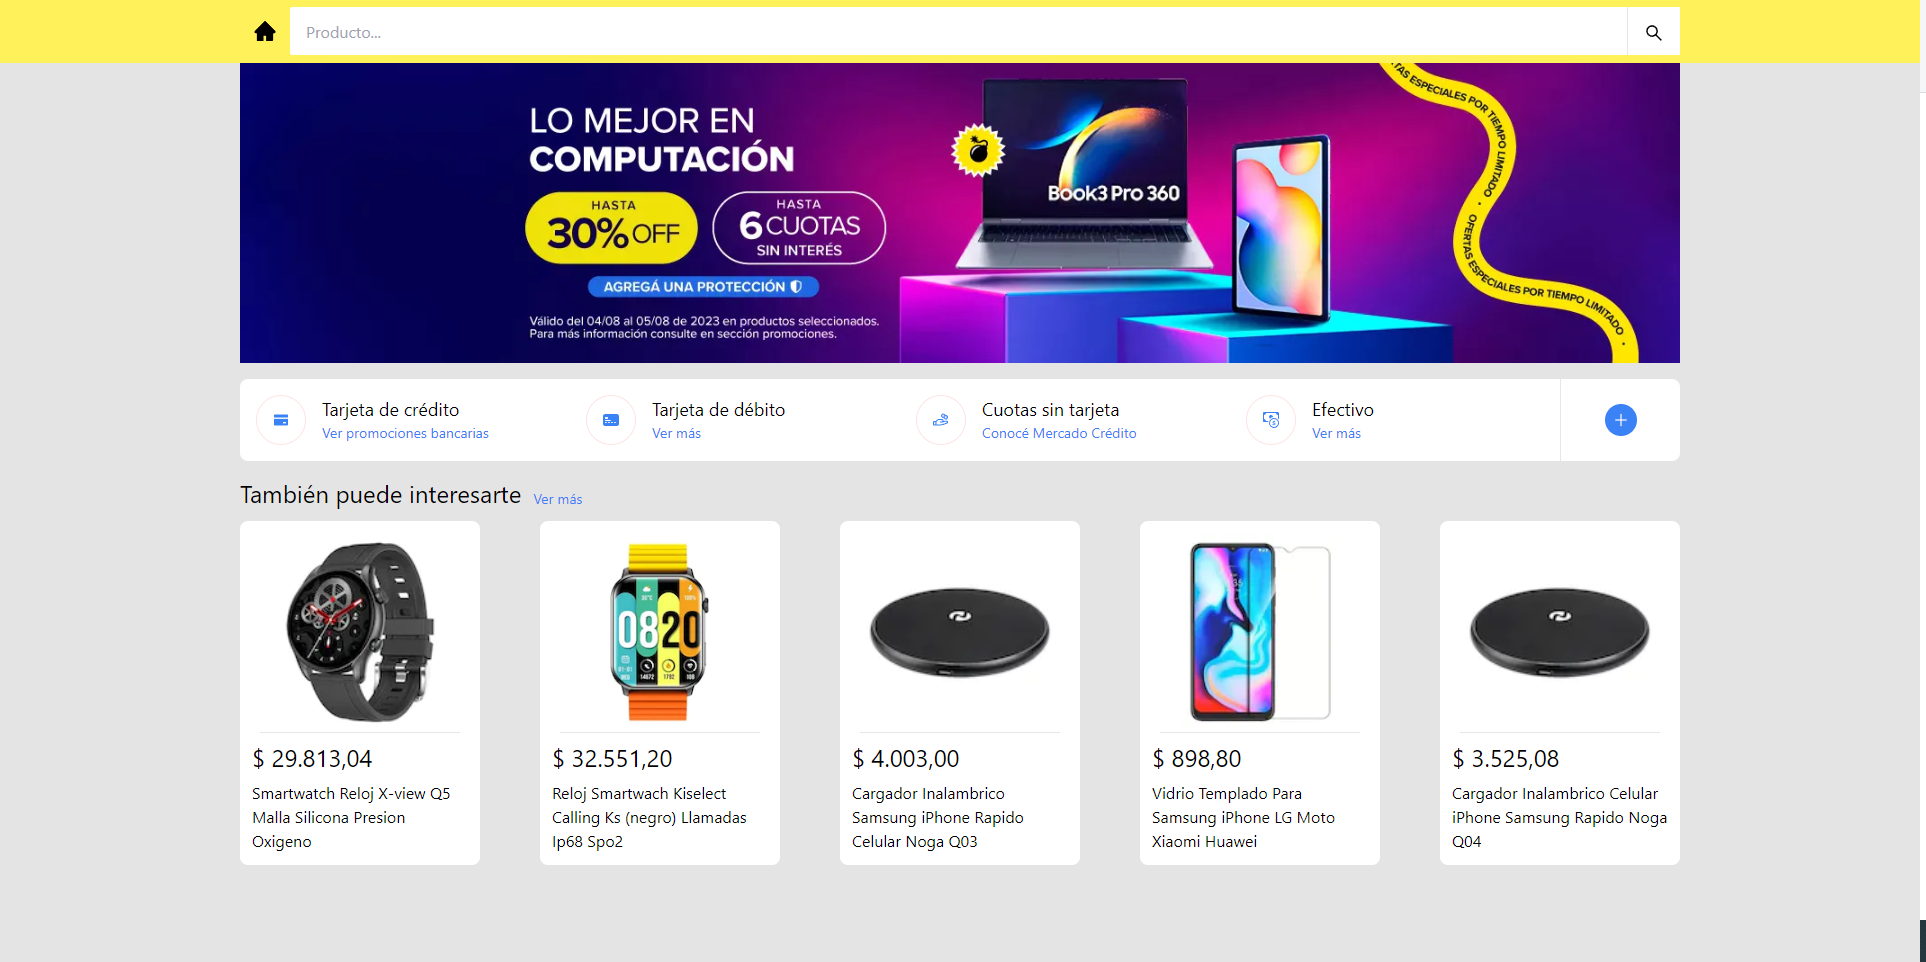 Producto...
LO MEJOR EN
COMPUTACIÓN
HASTA
30% OFF
HASTA
6 CUOTAS
SIN INTERÉS
AGREGÁ UNA PROTECCIÓN
Válido del 04/08 al 05/08 de 2023 en productos seleccionados.
Para más información consulte en sección promociones.
Book3 Pro 360
TAS ESPECIALES POR TIEMPO LIMITADO • OFERTAS ESPECIALES POR TIEMPO LIMITADO •
Tarjeta de crédito
Ver promociones bancarias
Tarjeta de débito
Ver más
Cuotas sin tarjeta
Conocé Mercado Crédito
Efectivo
Ver más
También puede interesarte Ver más
$ 29.813,04
Smartwatch Reloj X-view Q5
Malla Silicona Presion
Oxigeno
08 20
$ 32.551,20
Reloj Smartwach Kiselect
Calling Ks (negro) Llamadas
Ip68 Spo2
$ 4.003,00
Cargador Inalambrico
Samsung iPhone Rapido
Celular Noga Q03
$ 898,80
Vidrio Templado Para
Samsung iPhone LG Moto
Xiaomi Huawei
$ 3.525,08
Cargador Inalambrico Celular
iPhone Samsung Rapido Noga
Q04